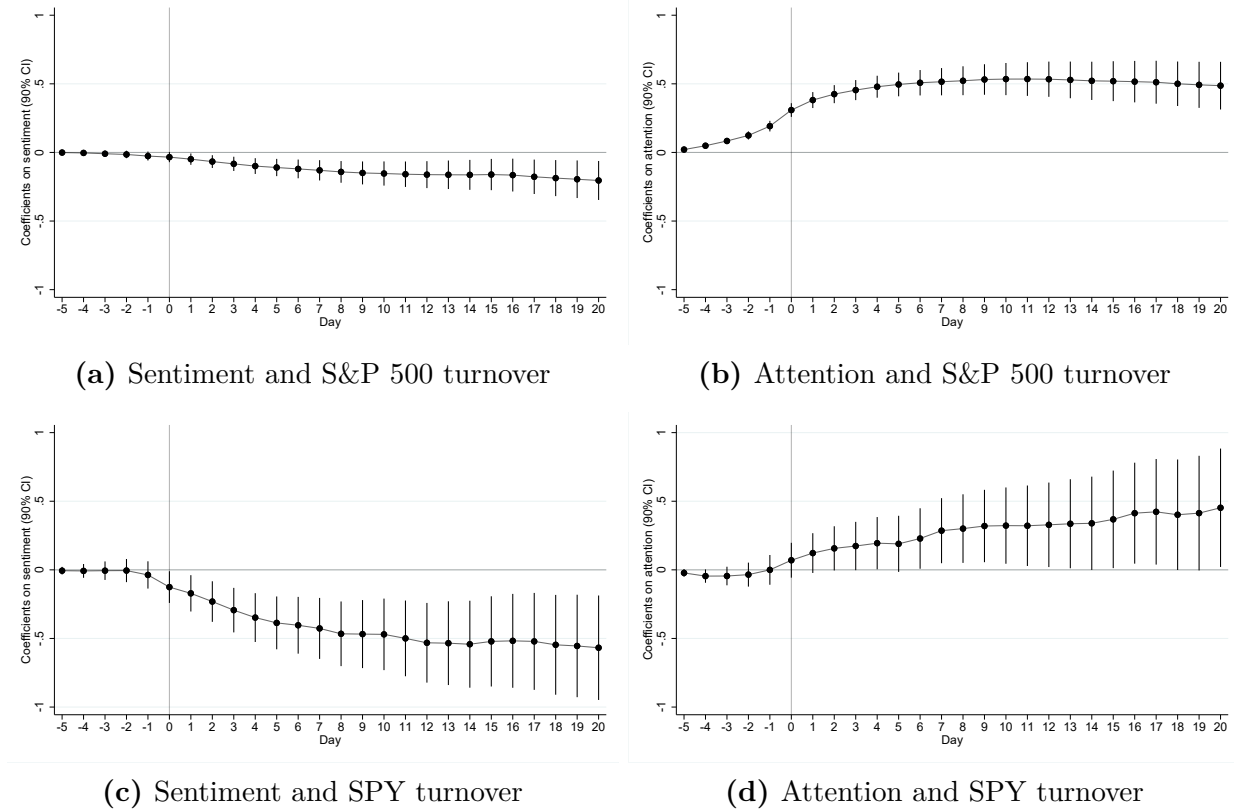 Coefficients on sentiment (90% CI)
1
.5
0
-.5
-1
-5 -4 -3 -2 -1 0 1 2 3 4 5 6 7 8 9 10 11 12 13 14 15 16 17 18 19 20
Day
(a) Sentiment and S&P 500 turnover
Coefficients on attention (90% CI)
1
.5
0
-.5
-1
-5 -4 -3 -2 -1 0 1 2 3 4 5 6 7 8 9 10 11 12 13 14 15 16 17 18 19 20
Day
(b) Attention and S&P 500 turnover
Coefficients on sentiment (90% CI)
1
.5
0
-.5
-1
-5 -4 -3 -2 -1 0 1 2 3 4 5 6 7 8 9 10 11 12 13 14 15 16 17 18 19 20
Day
(c) Sentiment and SPY turnover
Coefficients on attention (90% CI)
1
.5
0
-.5
-1
-5 -4 -3 -2 -1 0 1 2 3 4 5 6 7 8 9 10 11 12 13 14 15 16 17 18 19 20
Day
(d) Attention and SPY turnover